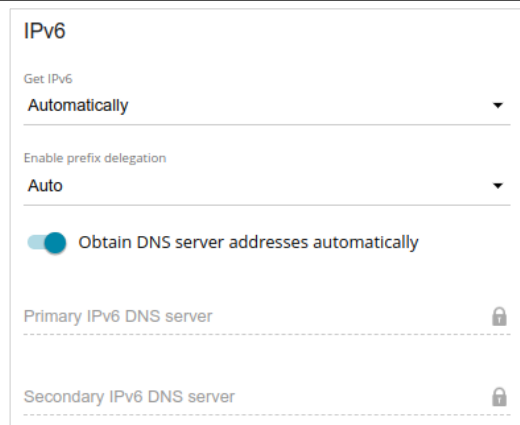 IPv6
Get IPv6
Automatically
Enable prefix delegation
Auto
Obtain DNS server addresses automatically
Primary IPv6 DNS server
Secondary IPv6 DNS server